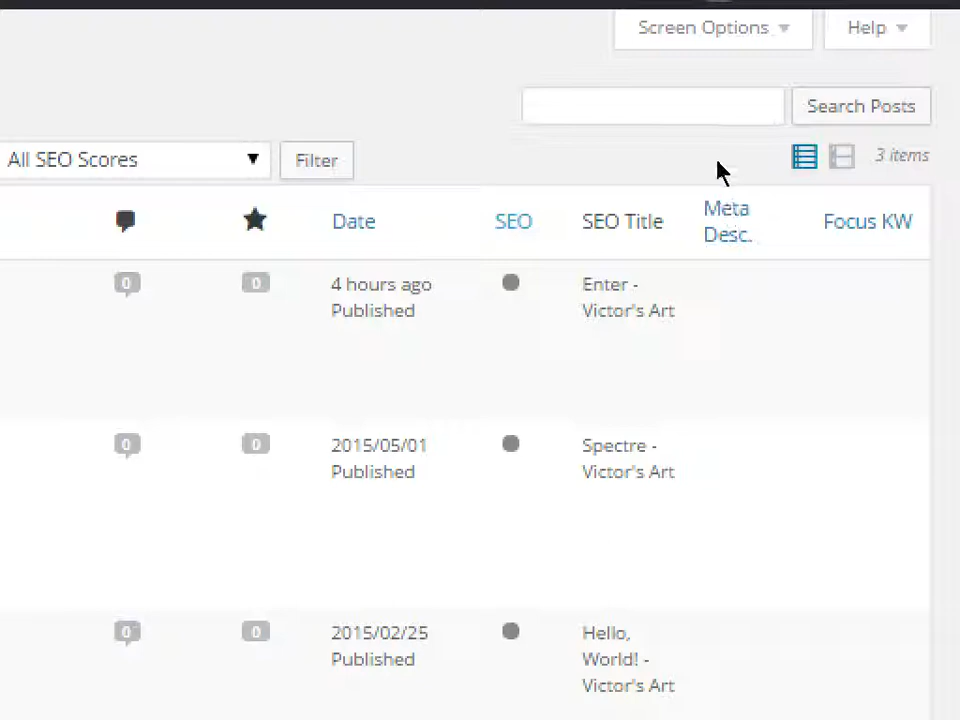 Screen Options Help
Search Posts
All SEO Scores Filter 3 items
Date SEO SEO Title Meta Desc. Focus KW
0 0 4 hours ago Enter -
Published Victor's Art
0 0 2015/05/01 Spectre -
Published Victor's Art
0 0 2015/02/25 Hello,
Published World! -
Victor's Art